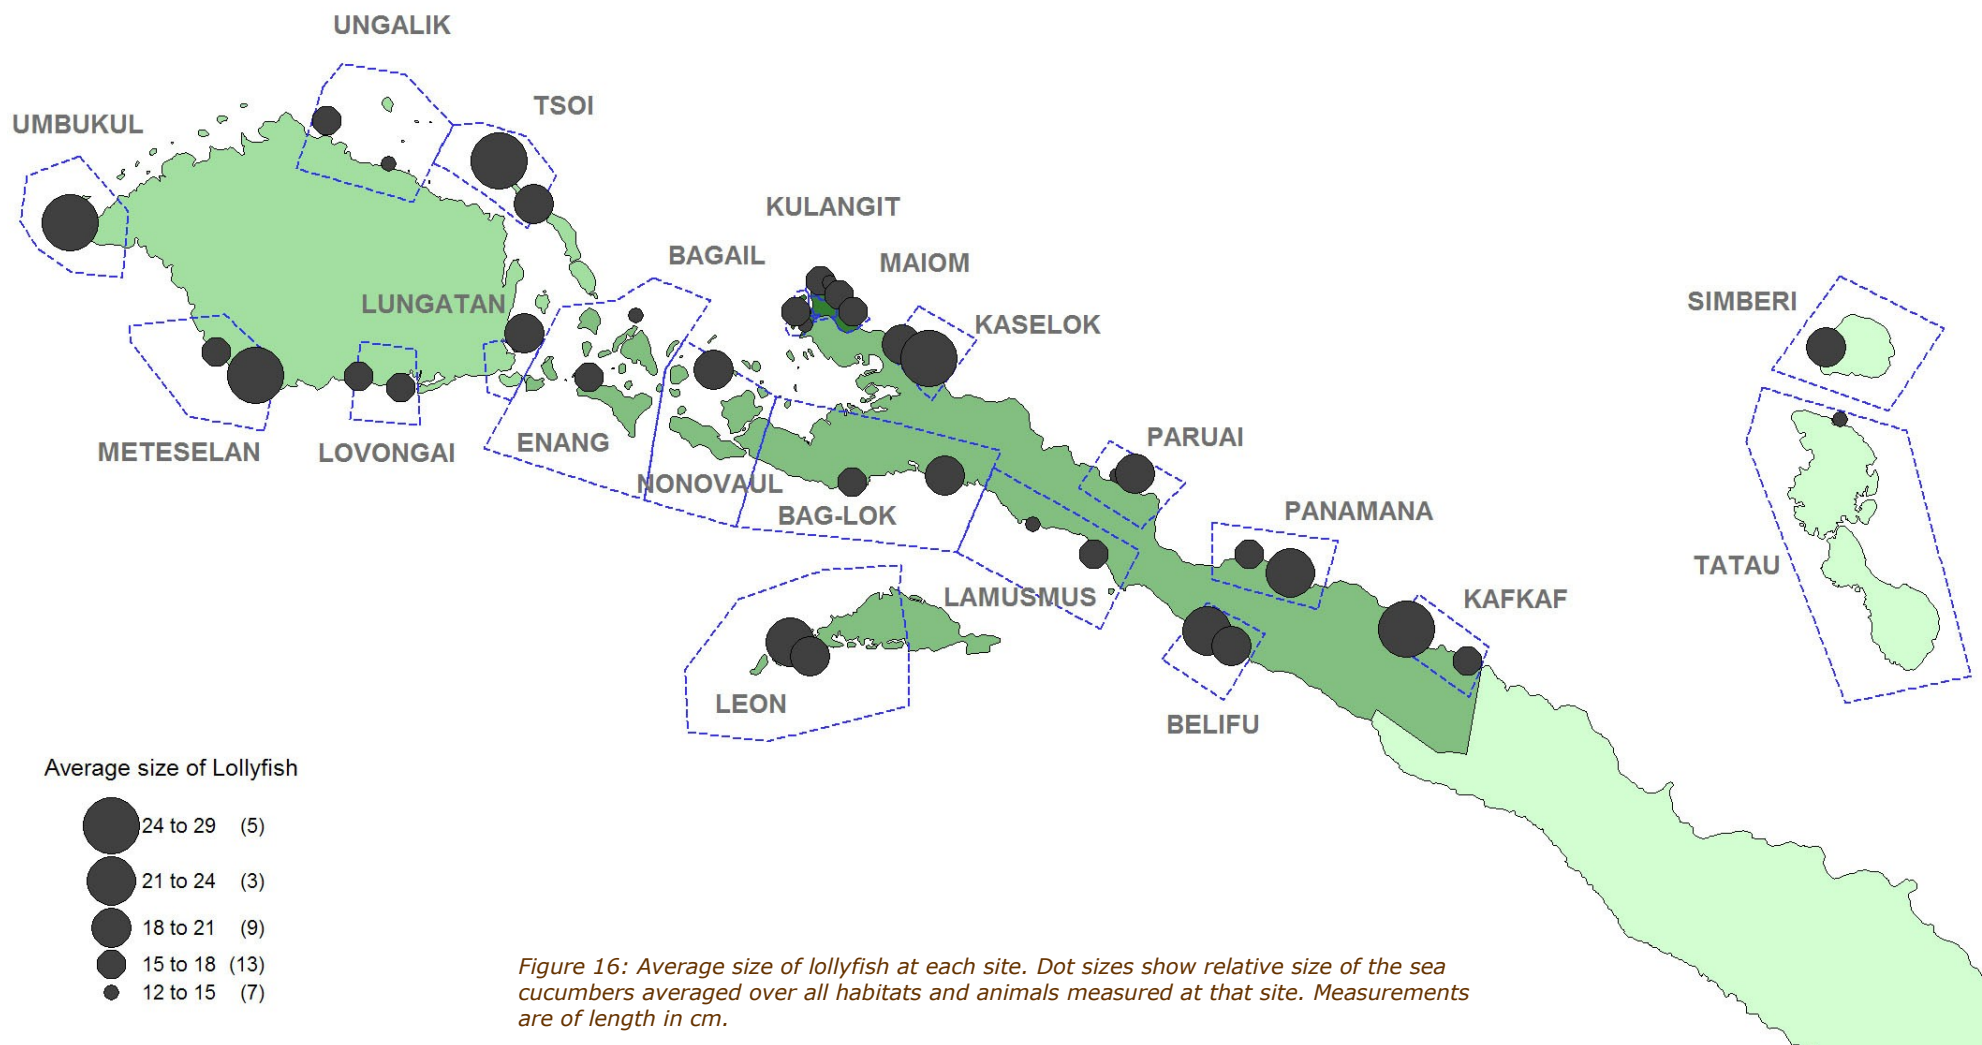 UNGALIK
TSOI
UMBUKUL
KULANGIT
BAGAIL
MAIOM
LUNGATAN
SIMBERI
KASELOK
METESELAN
LOVONGAI
ENANG
PARUAI
NONOVAUL
BAG-LOK
PANAMANA
TATAU
LAMUSMUS
KAFKAF
LEON
BELIFU
Average size of Lollyfish
24 to 29 (5)
21 to 24 (3)
18 to 21 (9)
15 to 18 (13)
12 to 15 (7)
Figure 16: Average size of lollyfish at each site. Dot sizes show relative size of the sea
cucumbers averaged over all habitats and animals measured at that site. Measurements
are of length in cm.